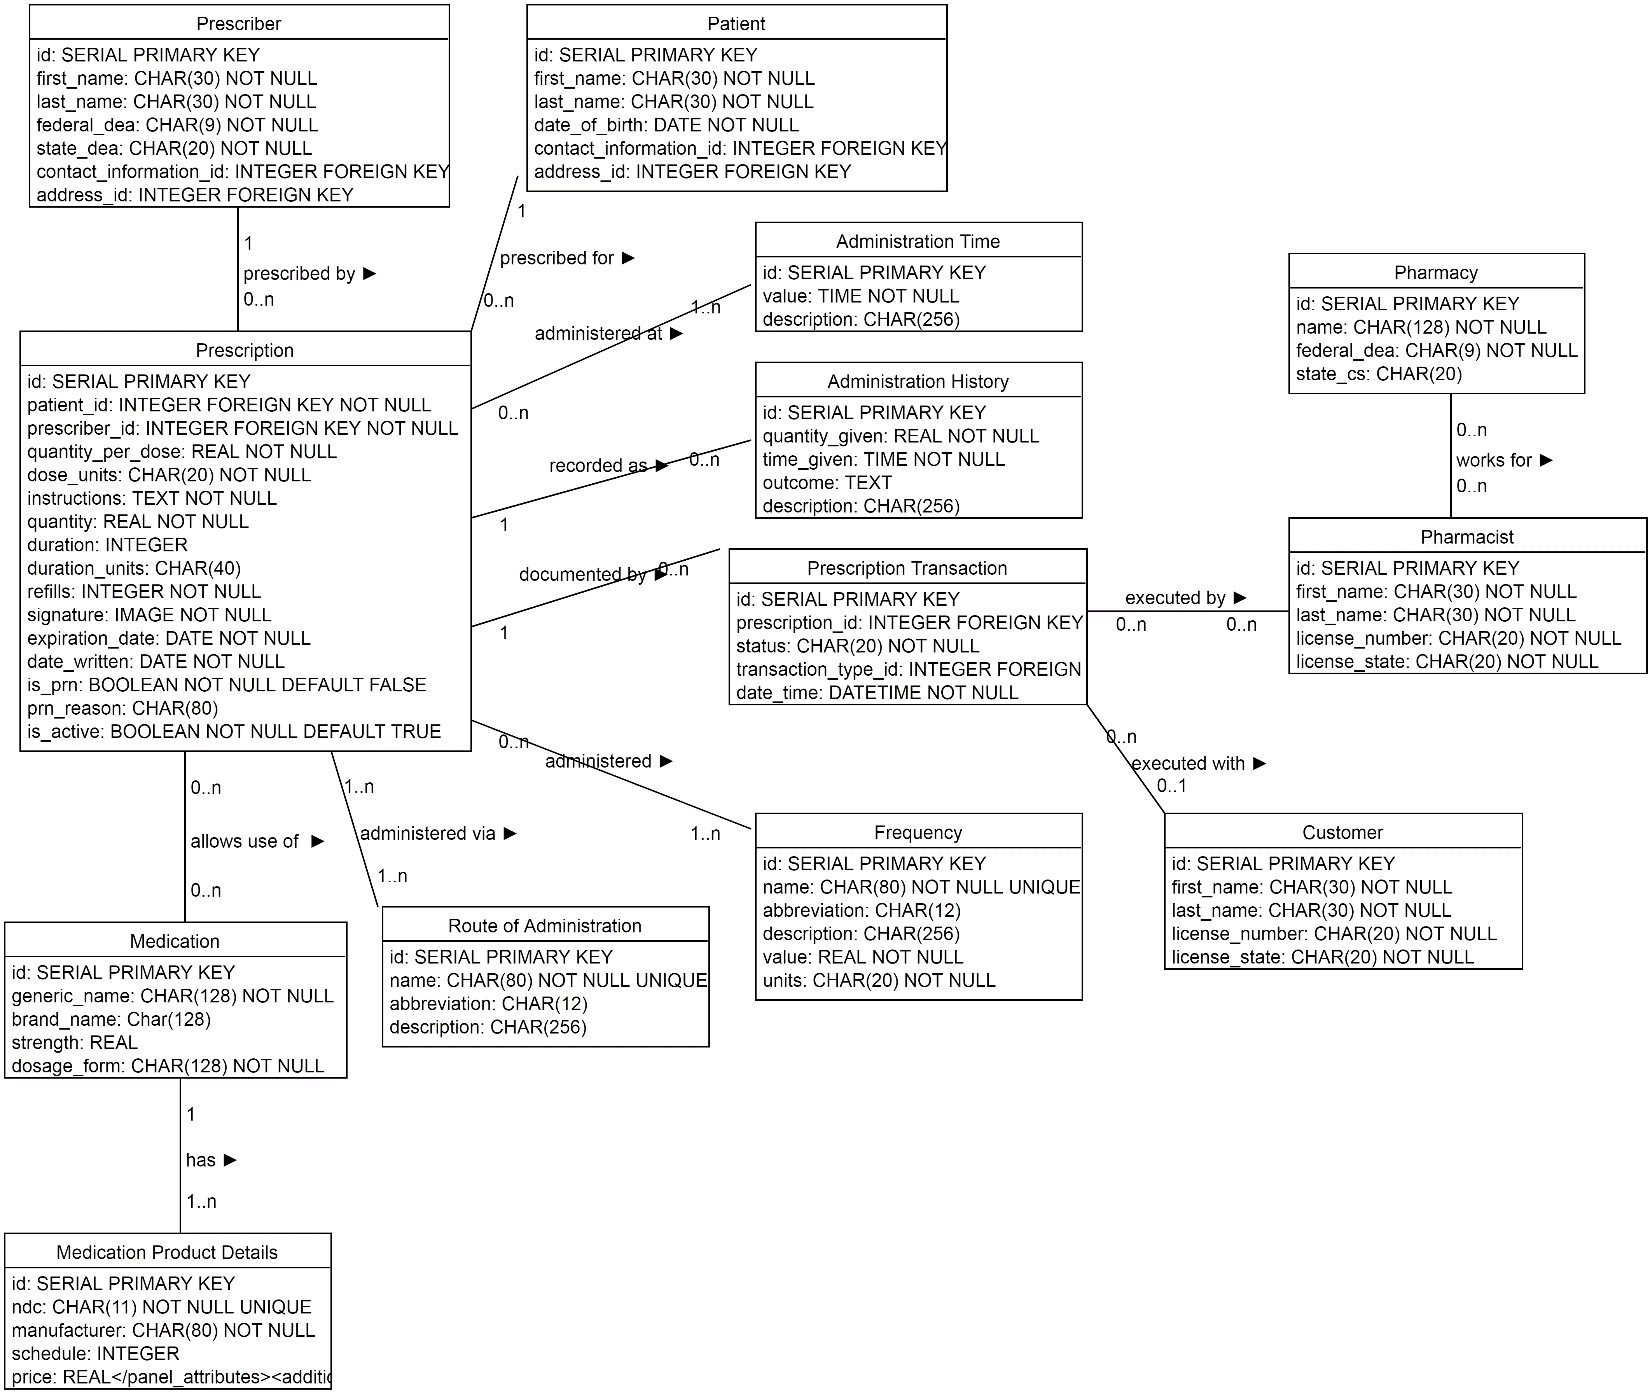 Prescriber
id: SERIAL PRIMARY KEY
first_name: CHAR(30) NOT NULL
last_name: CHAR(30) NOT NULL
federal_dea: CHAR(9) NOT NULL
state_dea: CHAR(20) NOT NULL
contact_information_id: INTEGER FOREIGN KEY
address_id: INTEGER FOREIGN KEY
Patient
id: SERIAL PRIMARY KEY
first_name: CHAR(30) NOT NULL
last_name: CHAR(30) NOT NULL
date_of_birth: DATE NOT NULL
contact_information_id: INTEGER FOREIGN KEY
address_id: INTEGER FOREIGN KEY
1
prescribed by ►
0..n
1
prescribed for ►
0..n
Administration Time
id: SERIAL PRIMARY KEY
value: TIME NOT NULL
description: CHAR(256)
1..n
administered at ►
0..n
Pharmacy
id: SERIAL PRIMARY KEY
name: CHAR(128) NOT NULL
federal_dea: CHAR(9) NOT NULL
state_cs: CHAR(20)
Prescription
id: SERIAL PRIMARY KEY
patient_id: INTEGER FOREIGN KEY NOT NULL
prescriber_id: INTEGER FOREIGN KEY NOT NULL
quantity_per_dose: REAL NOT NULL
dose_units: CHAR(20) NOT NULL
instructions: TEXT NOT NULL
quantity: REAL NOT NULL
duration: INTEGER
duration_units: CHAR(40)
refills: INTEGER NOT NULL
signature: IMAGE NOT NULL
expiration_date: DATE NOT NULL
date_written: DATE NOT NULL
is_prn: BOOLEAN NOT NULL DEFAULT FALSE
prn_reason: CHAR(80)
is_active: BOOLEAN NOT NULL DEFAULT TRUE
Administration History
id: SERIAL PRIMARY KEY
quantity_given: REAL NOT NULL
time_given: TIME NOT NULL
outcome: TEXT
description: CHAR(256)
recorded as ►
0..n
1
0..n
works for ►
0..n
documented by ►
0..n
1
Prescription Transaction
id: SERIAL PRIMARY KEY
prescription_id: INTEGER FOREIGN KEY
status: CHAR(20) NOT NULL
transaction_type_id: INTEGER FOREIGN
date_time: DATETIME NOT NULL
executed by ►
0..n
0..n
Pharmacist
id: SERIAL PRIMARY KEY
first_name: CHAR(30) NOT NULL
last_name: CHAR(30) NOT NULL
license_number: CHAR(20) NOT NULL
license_state: CHAR(20) NOT NULL
0..n
administered ►
1..n
0..n
executed with ►
0..1
0..n
allows use of ►
0..n
1..n
administered via ►
1..n
Frequency
id: SERIAL PRIMARY KEY
name: CHAR(80) NOT NULL UNIQUE
abbreviation: CHAR(12)
description: CHAR(256)
value: REAL NOT NULL
units: CHAR(20) NOT NULL
Customer
id: SERIAL PRIMARY KEY
first_name: CHAR(30) NOT NULL
last_name: CHAR(30) NOT NULL
license_number: CHAR(20) NOT NULL
license_state: CHAR(20) NOT NULL
Medication
id: SERIAL PRIMARY KEY
generic_name: CHAR(128) NOT NULL
brand_name: Char(128)
strength: REAL
dosage_form: CHAR(128) NOT NULL
Route of Administration
id: SERIAL PRIMARY KEY
name: CHAR(80) NOT NULL UNIQUE
abbreviation: CHAR(12)
description: CHAR(256)
1
has ►
1..n
Medication Product Details
id: SERIAL PRIMARY KEY
ndc: CHAR(11) NOT NULL UNIQUE
manufacturer: CHAR(80) NOT NULL
schedule: INTEGER
price: REAL</panel_attributes><additi